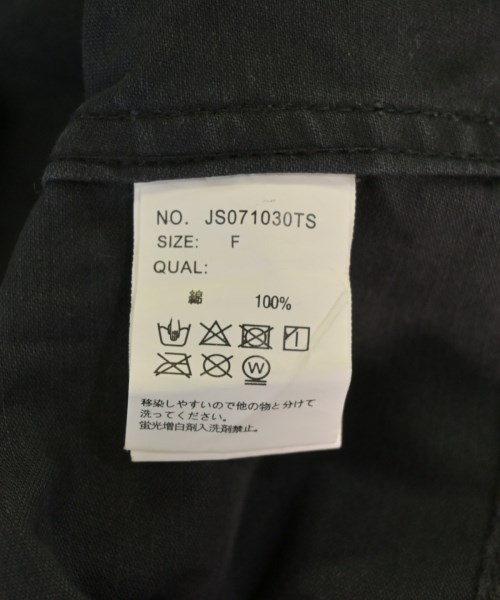 NO. JS071030TS
SIZE: F
QUAL:
綿 100%
W
移染しやすいので他の物と分けて
洗ってください。
蛍光増白剤入洗剤禁止。